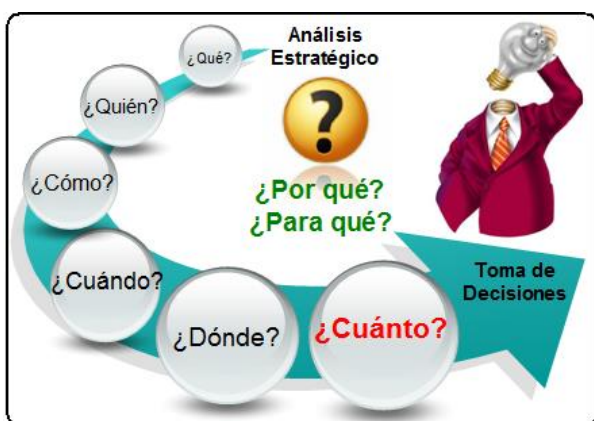 Análisis
Estratégico
¿Qué?
¿Quién?
¿Cómo?
¿Cuándo?
¿Dónde?
¿Cuánto?
¿Por qué?
¿Para qué?
?
Toma de
Decisiones